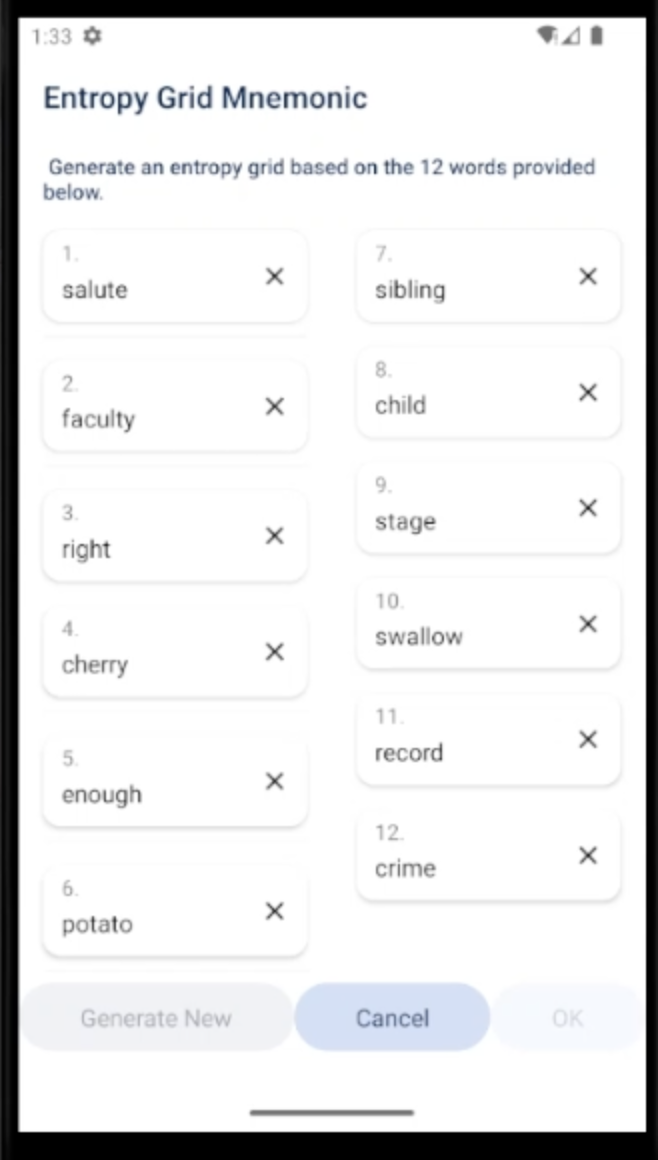 1:33
Entropy Grid Mnemonic
Generate an entropy grid based on the 12 words provided
below.
1.
salute
2.
faculty
3.
right
4.
cherry
5.
enough
6.
potato
7.
sibling
8.
child
9.
stage
10.
swallow
11.
record
12.
crime
Generate New
Cancel
OK